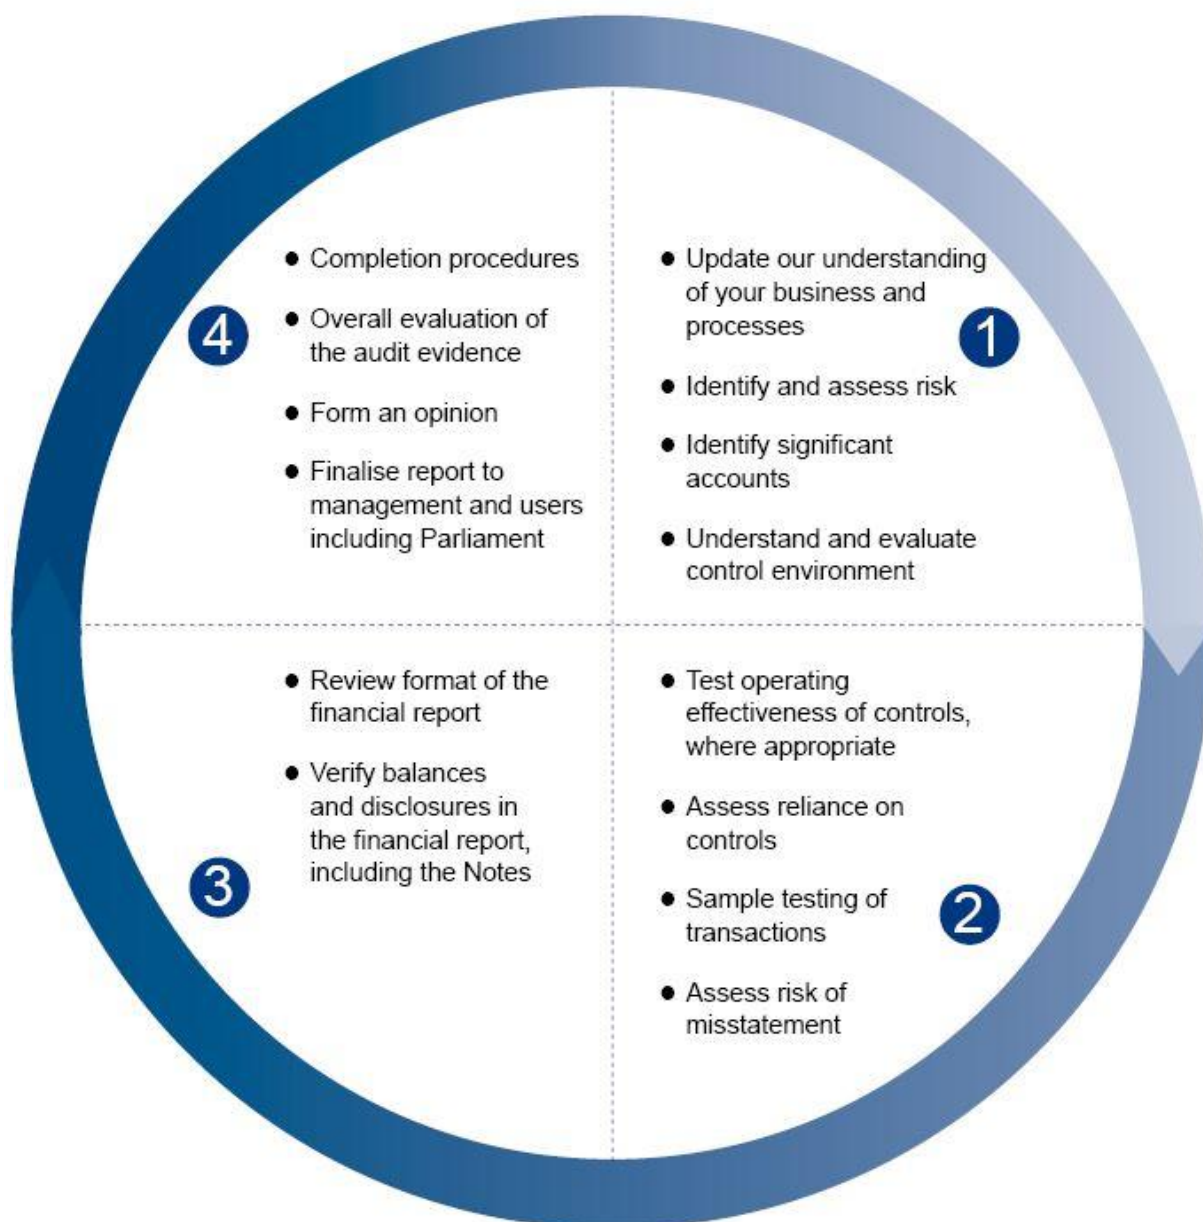 ● Update our understanding
of your business and
processes
● Identify and assess risk
● Identify significant
accounts
● Understand and evaluate
control environment
1
● Test operating
effectiveness of controls,
where appropriate
● Assess reliance on
controls
● Sample testing of
transactions
● Assess risk of
misstatement
2
● Review format of the
financial report
● Verify balances
and disclosures in
the financial report,
including the Notes
3
● Completion procedures
● Overall evaluation of
the audit evidence
● Form an opinion
● Finalise report to
management and users
including Parliament
4